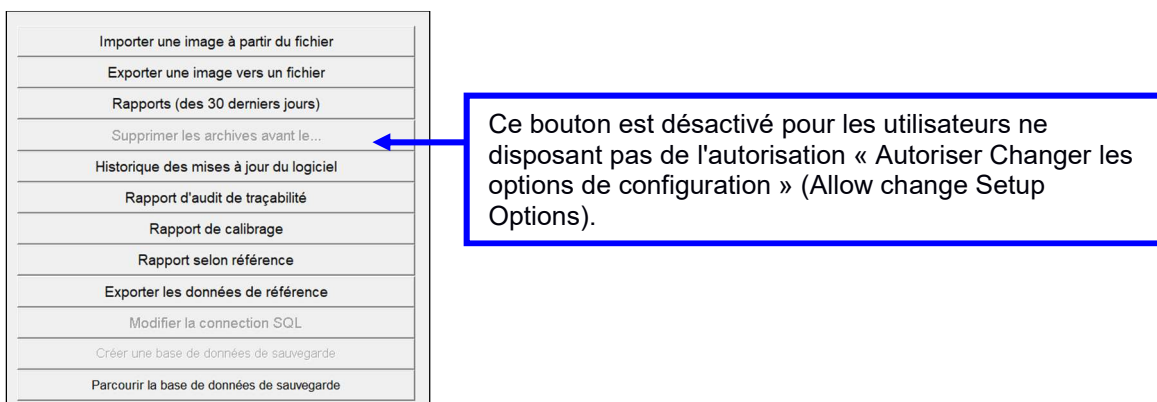 Importer une image à partir du fichier
Exporter une image vers un fichier
Rapports (des 30 derniers jours)
Supprimer les archives avant le...
Historique des mises à jour du logiciel
Rapport d'audit de traçabilité
Rapport de calibrage
Rapport selon référence
Exporter les données de référence
Modifier la connection SQL
Créer une base de données de sauvegarde
Parcourir la base de données de sauvegarde
Ce bouton est désactivé pour les utilisateurs ne
disposant pas de l'autorisation « Autoriser Changer les
options de configuration » (Allow change Setup
Options).